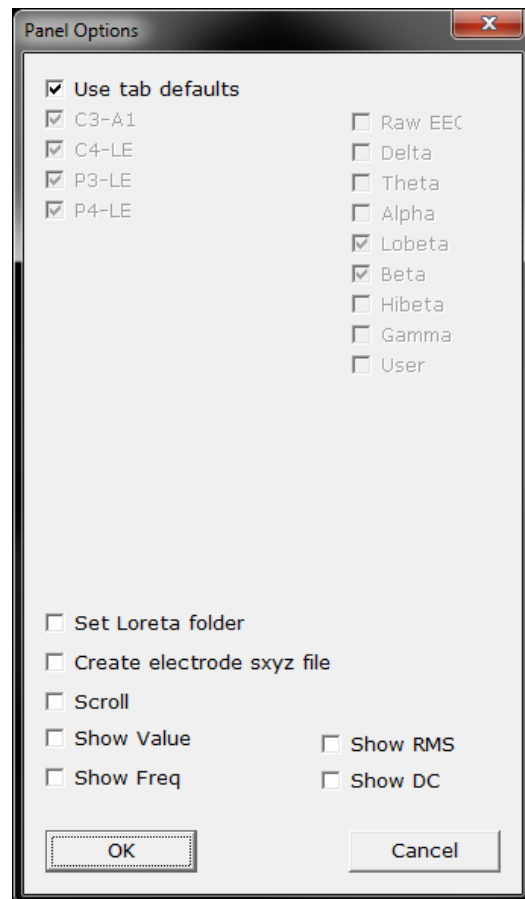 Panel Options
Use tab defaults
C3-A1
C4-LE
P3-LE
P4-LE
Raw EEC
Delta
Theta
Alpha
Lobeta
Beta
Hibeta
Gamma
User
Set Loreta folder
Create electrode sxyz file
Scroll
Show Value
Show RMS
Show Freq
Show DC
OK
Cancel